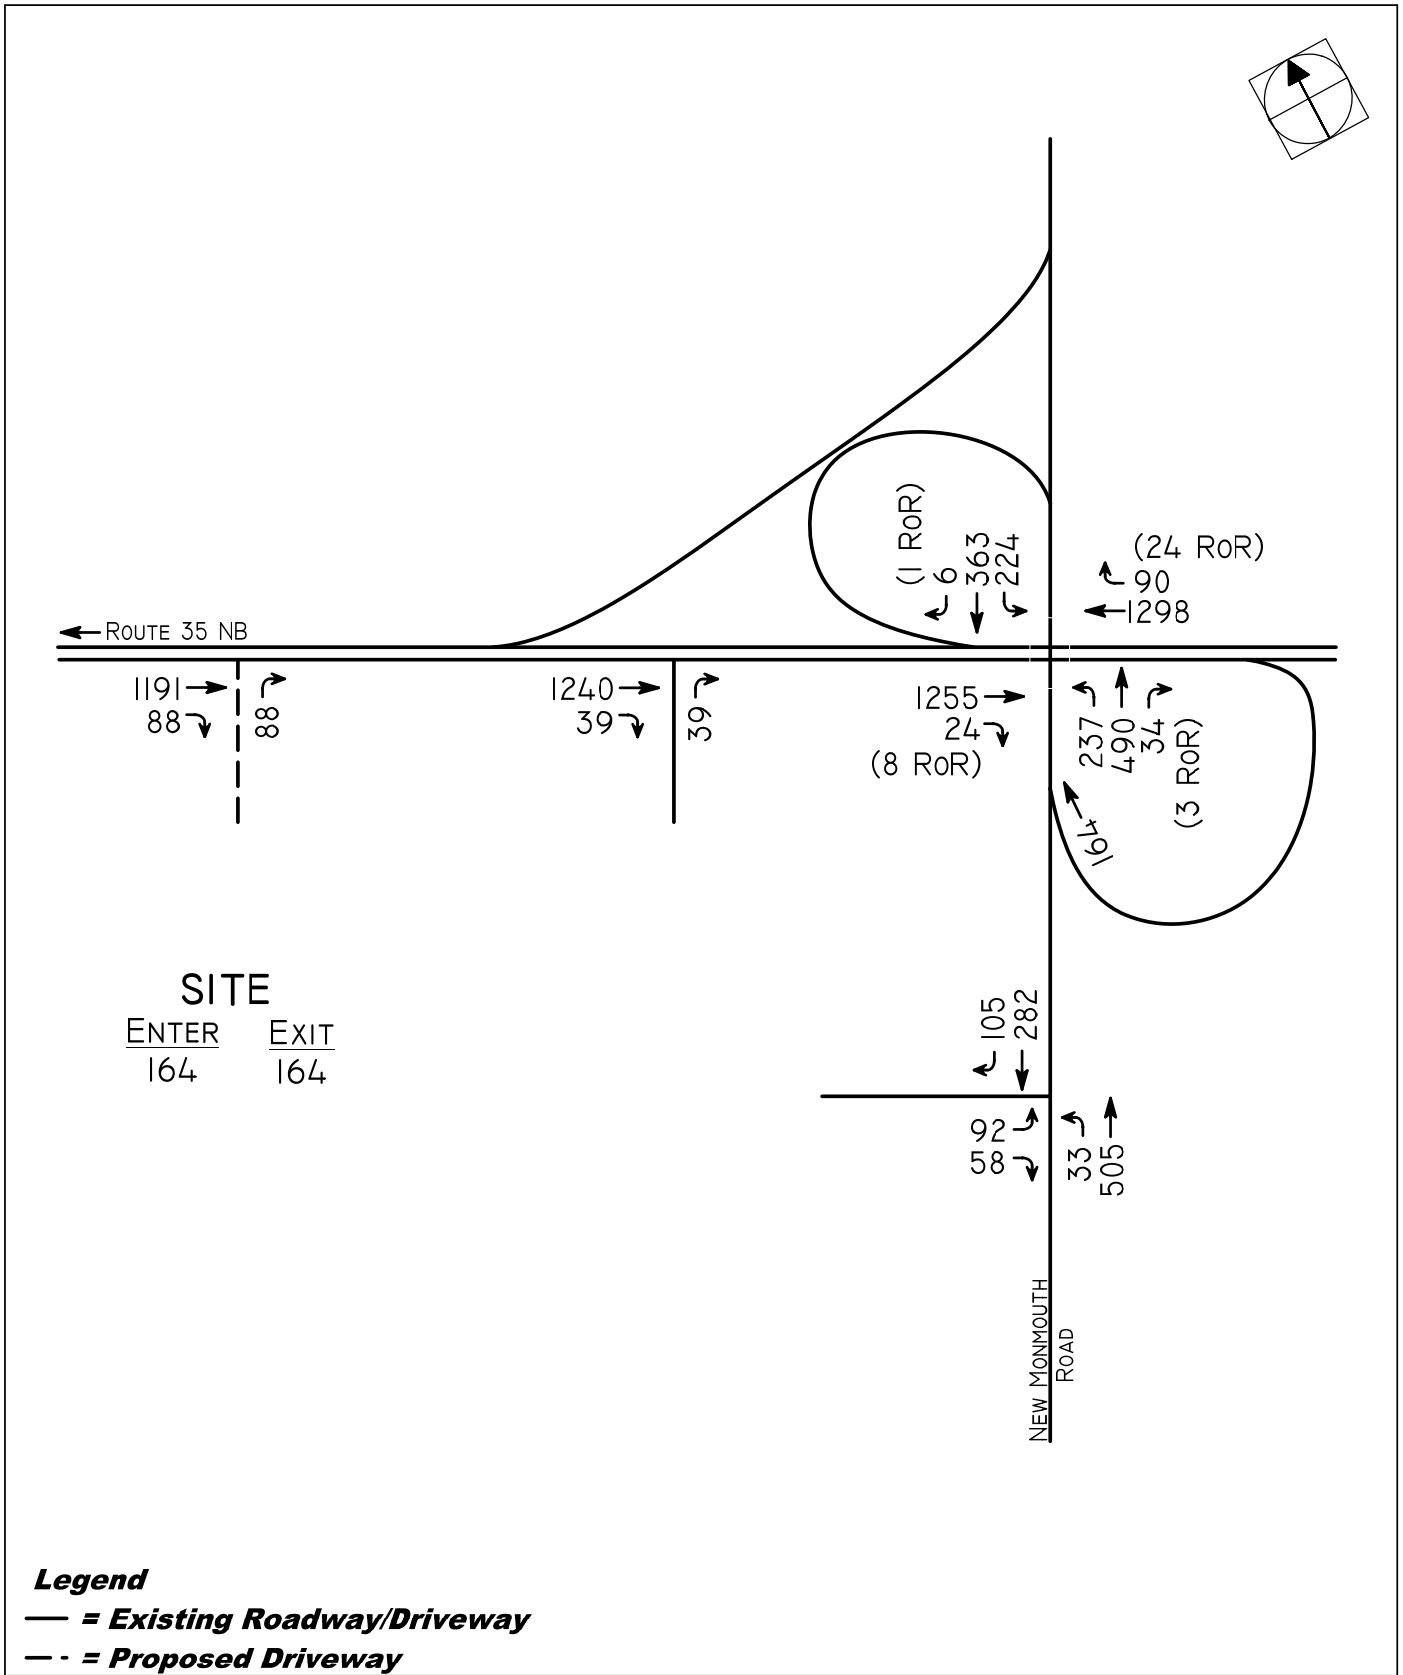 (24 RoR)
90
1298
(1 RoR)
6
363
224
ROUTE 35 NB
1191
88
88
1240
39
39
1255
24
(8 RoR)
237
490
34
(3 RoR)
164
SITE
ENTER EXIT
164 164
105
282
92
58
33
505
NEW MONMOUTH
ROAD
Legend
= Existing Roadway/Driveway
= Proposed Driveway